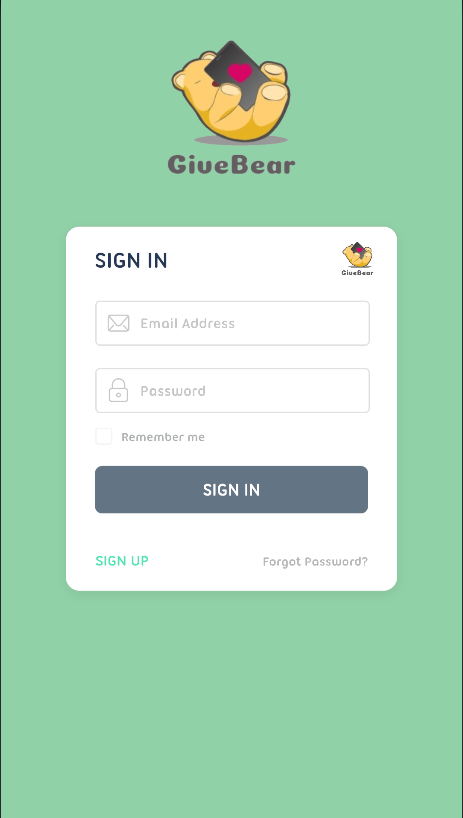 GiveBear
SIGN IN
GiveBear
Email Address
Password
Remember me
SIGN IN
SIGN UP
Forgot Password?